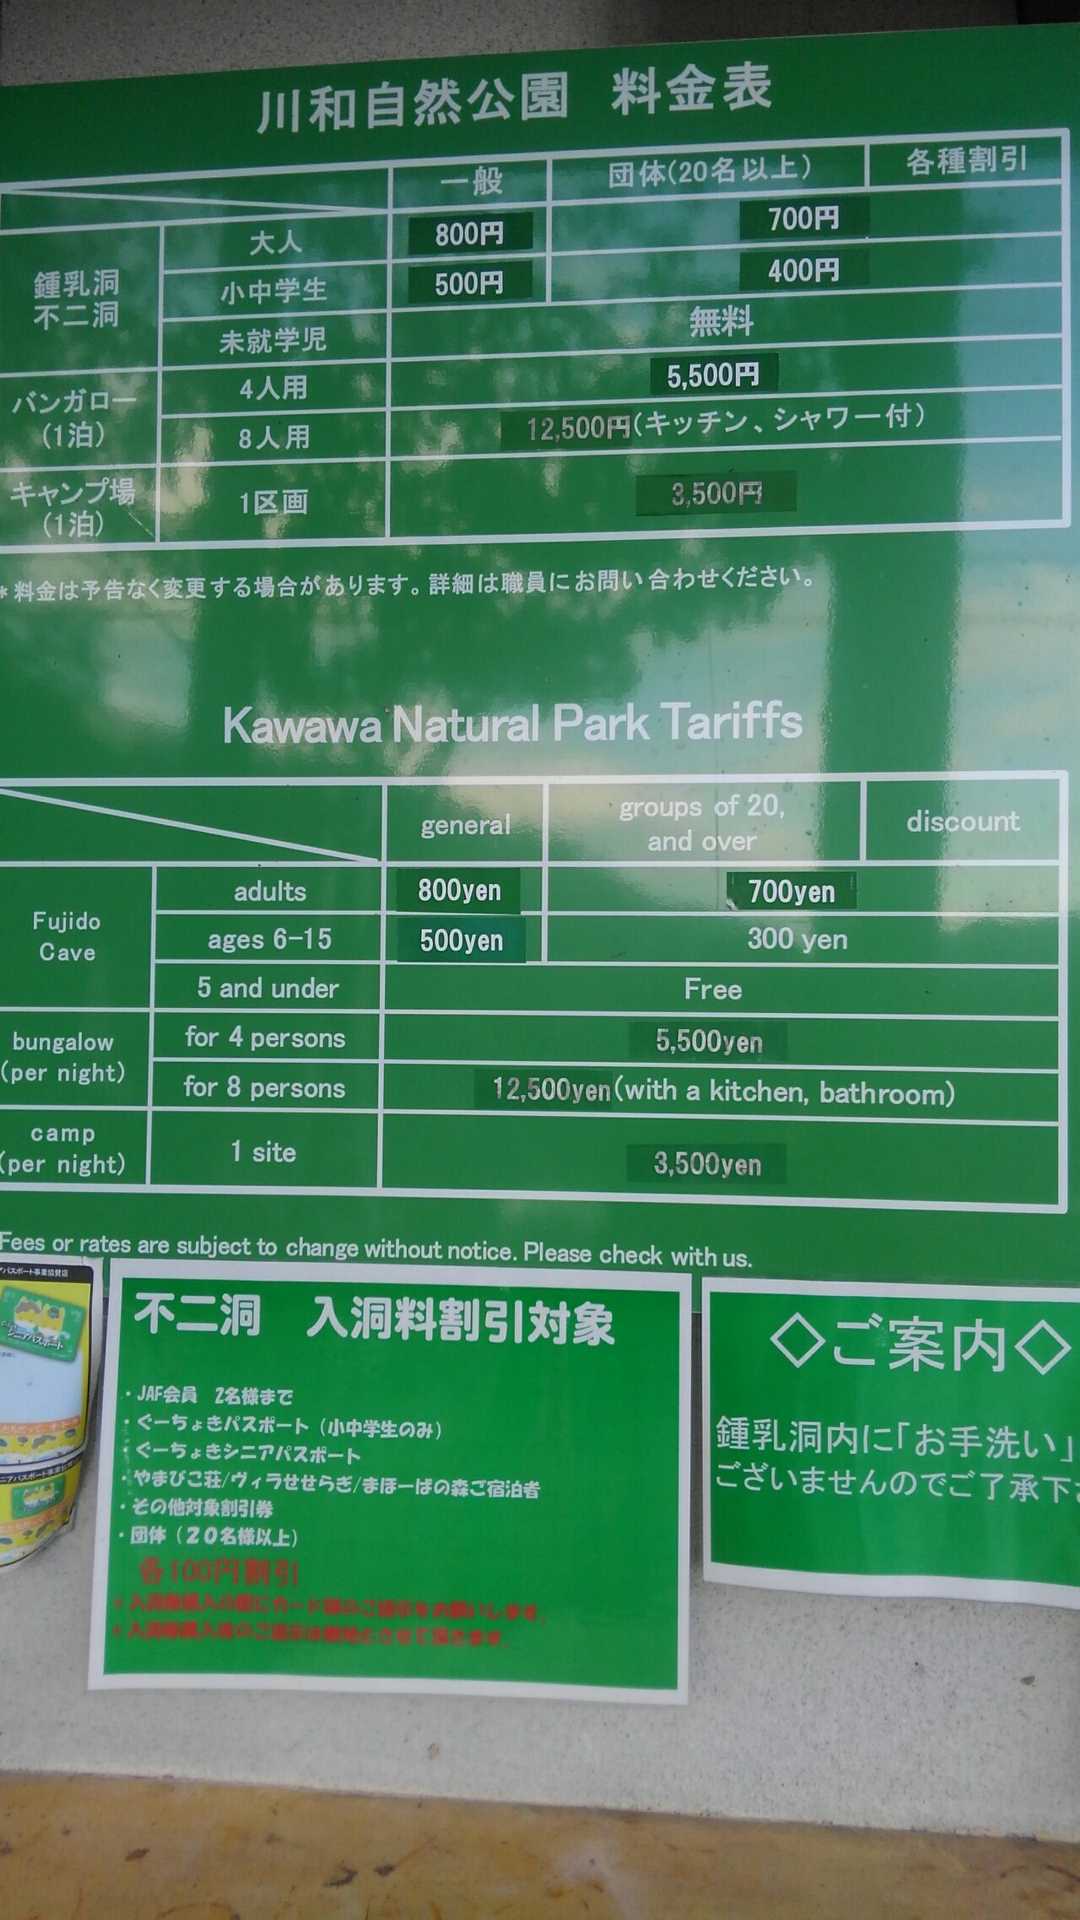 川和自然公園 料金表
一般 団体(20名以上) 各種割引
鍾乳洞 不二洞 大人 800円 700円
小中学生 500円 400円
未就学児 無料
バンガロー (1泊) 4人用 5,500円
8人用 12,500円(キッチン、シャワー付)
キャンプ場 (1泊) 1区画 3,500円
*料金は予告なく変更する場合があります。詳細は職員にお問い合わせください。
Kawawa Natural Park Tariffs
general groups of 20, and over discount
Fujido Cave adults 800yen 700yen
ages 6-15 500yen 300 yen
5 and under Free
bungalow (per night) for 4 persons 5,500yen
for 8 persons 12,500yen(with a kitchen, bathroom)
camp (per night) 1 site 3,500yen
Fees or rates are subject to change without notice. Please check with us.
シニアパスポート
不二洞 入洞料割引対象
・JAF会員 2名様まで
・ぐーちょきパスポート(小中学生のみ)
・ぐーちょきシニアパスポート
・やまびこ荘/ヴィラせせらぎ/まほーばの森ご宿泊者
・その他対象割引券
・団体(20名様以上)
各100円割引
◇ご案内◇
鍾乳洞内に「お手洗い」
ございませんのでご了承下さ